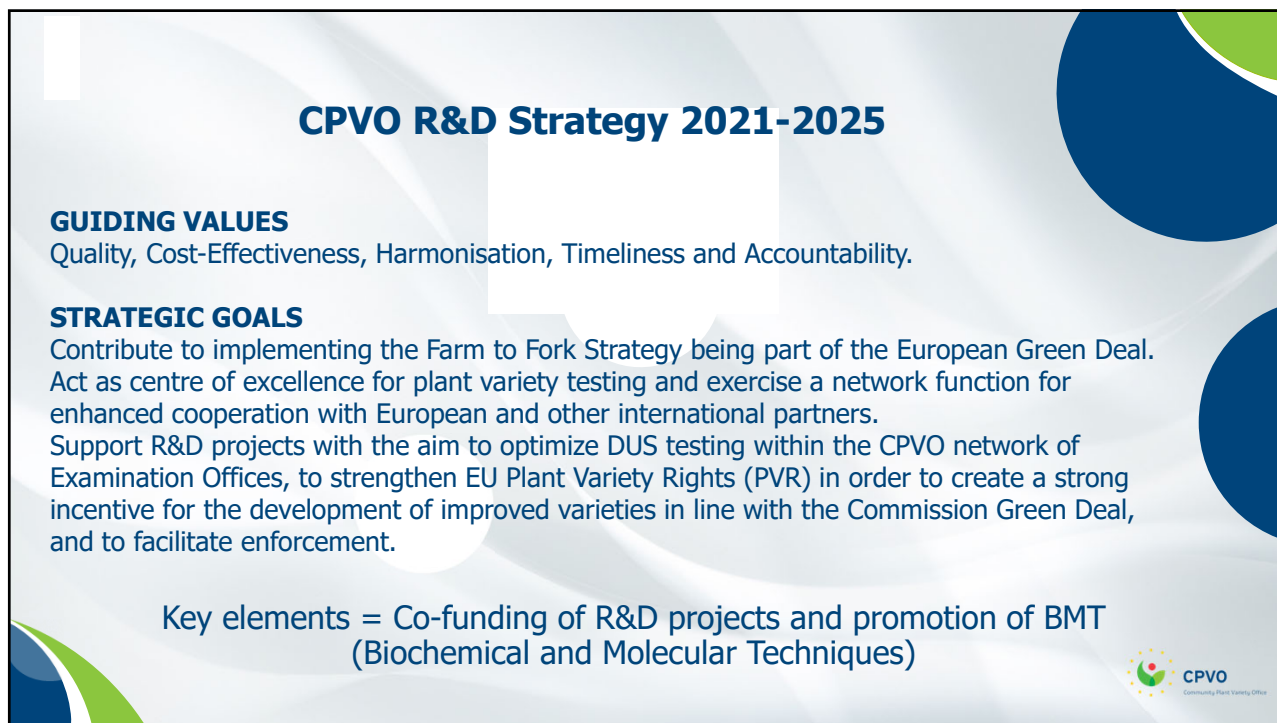 CPVO R&D Strategy 2021-2025
GUIDING VALUES
Quality, Cost-Effectiveness, Harmonisation, Timeliness and Accountability.
STRATEGIC GOALS
Contribute to implementing the Farm to Fork Strategy being part of the European Green Deal.
Act as centre of excellence for plant variety testing and exercise a network function for
enhanced cooperation with European and other international partners.
Support R&D projects with the aim to optimize DUS testing within the CPVO network of
Examination Offices, to strengthen EU Plant Variety Rights (PVR) in order to create a strong
incentive for the development of improved varieties in line with the Commission Green Deal,
and to facilitate enforcement.
Key elements = Co-funding of R&D projects and promotion of BMT
(Biochemical and Molecular Techniques)
CPVO
Community Plant Variety Office